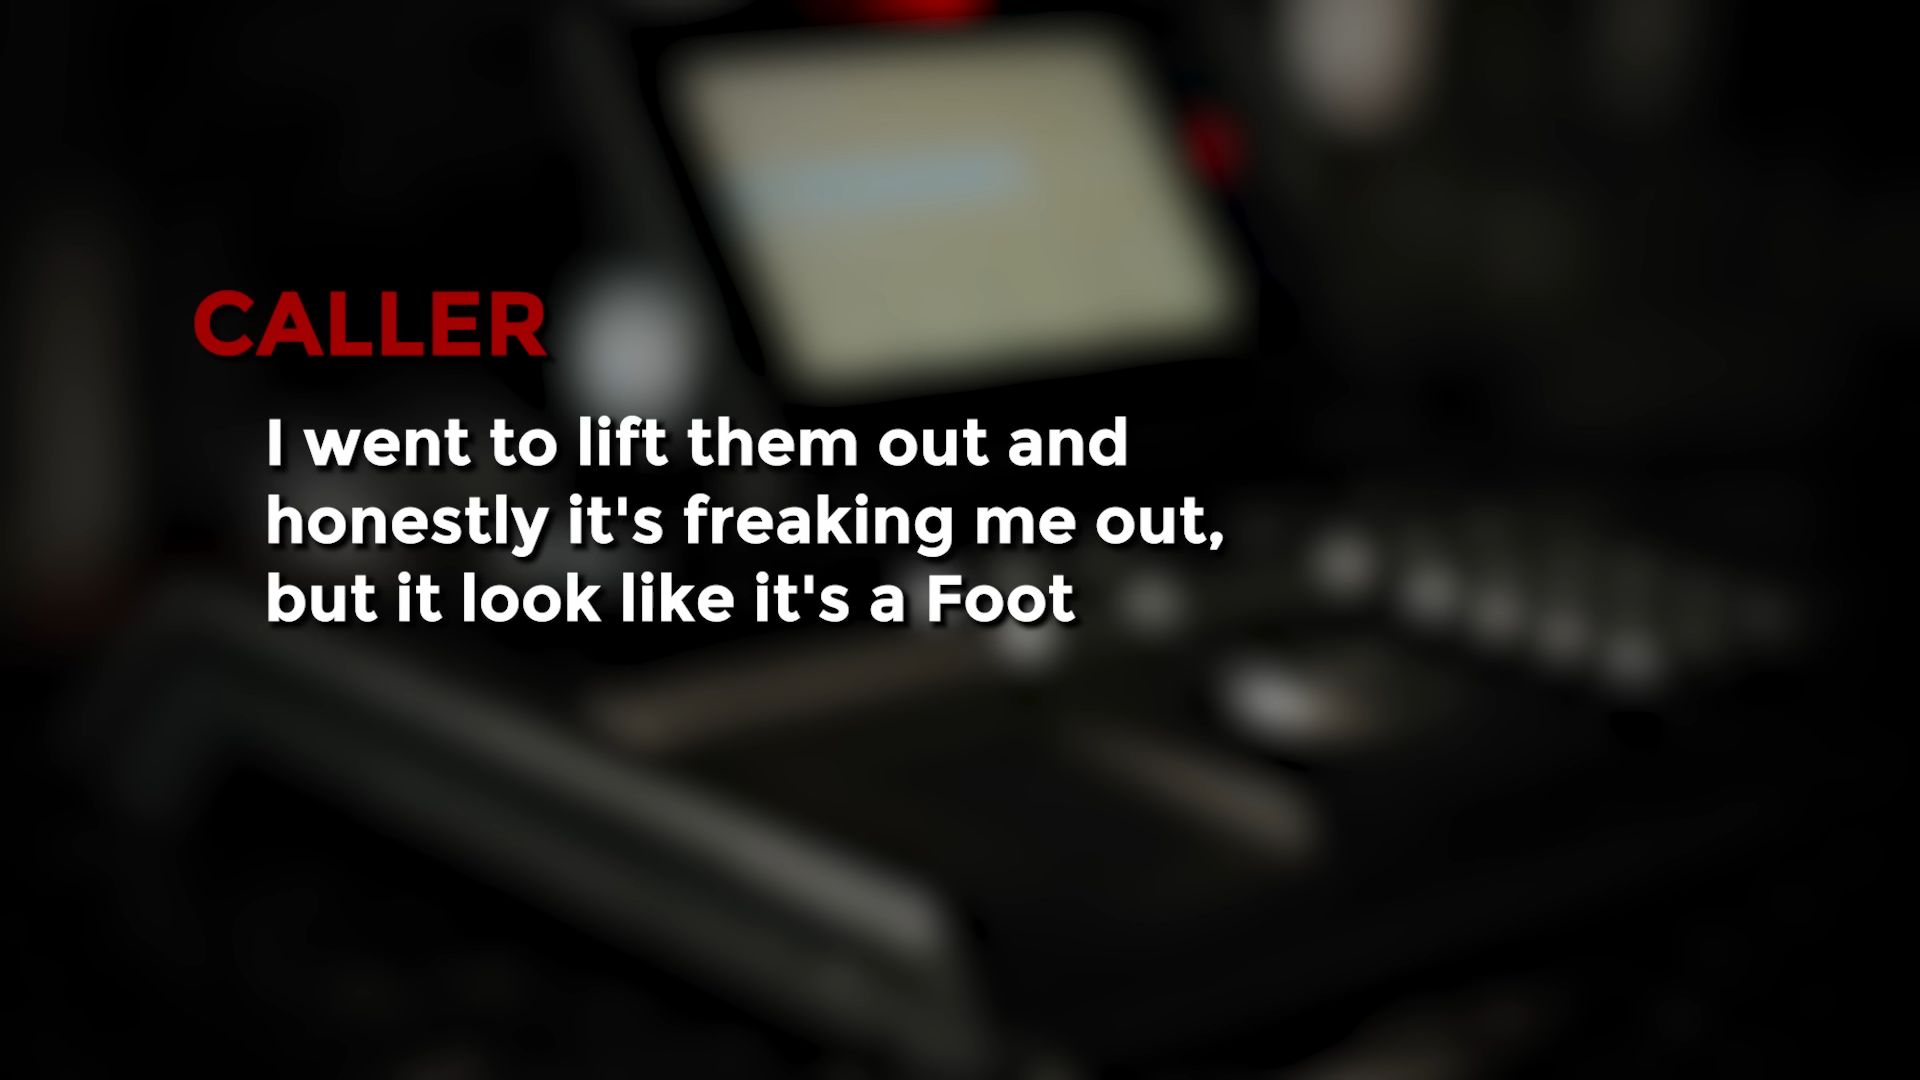 CALLER
I went to lift them out and
honestly it's freaking me out,
but it look like it's a Foot